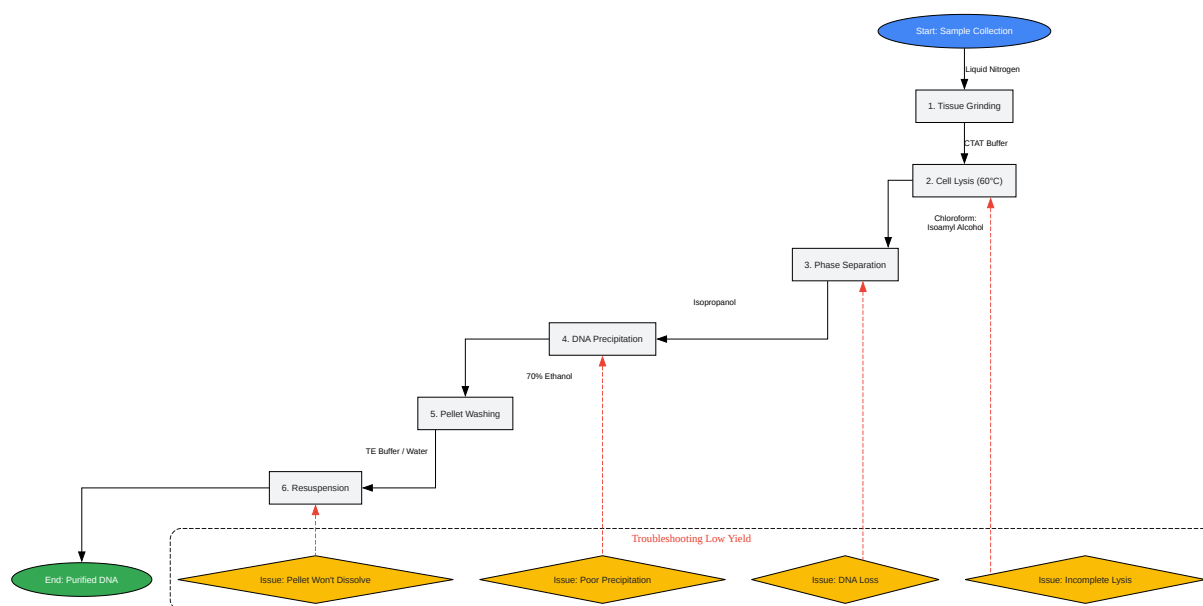 Start: Sample Collection
Liquid Nitrogen
1. Tissue Grinding
CTAT Buffer
2. Cell Lysis (60°C)
Chloroform:
Isoamyl Alcohol
3. Phase Separation
Isopropanol
4. DNA Precipitation
70% Ethanol
5. Pellet Washing
TE Buffer / Water
6. Resuspension
Troubleshooting Low Yield
End: Purified DNA
Issue: Pellet Won't Dissolve
Issue: Poor Precipitation
Issue: DNA Loss
Issue: Incomplete Lysis